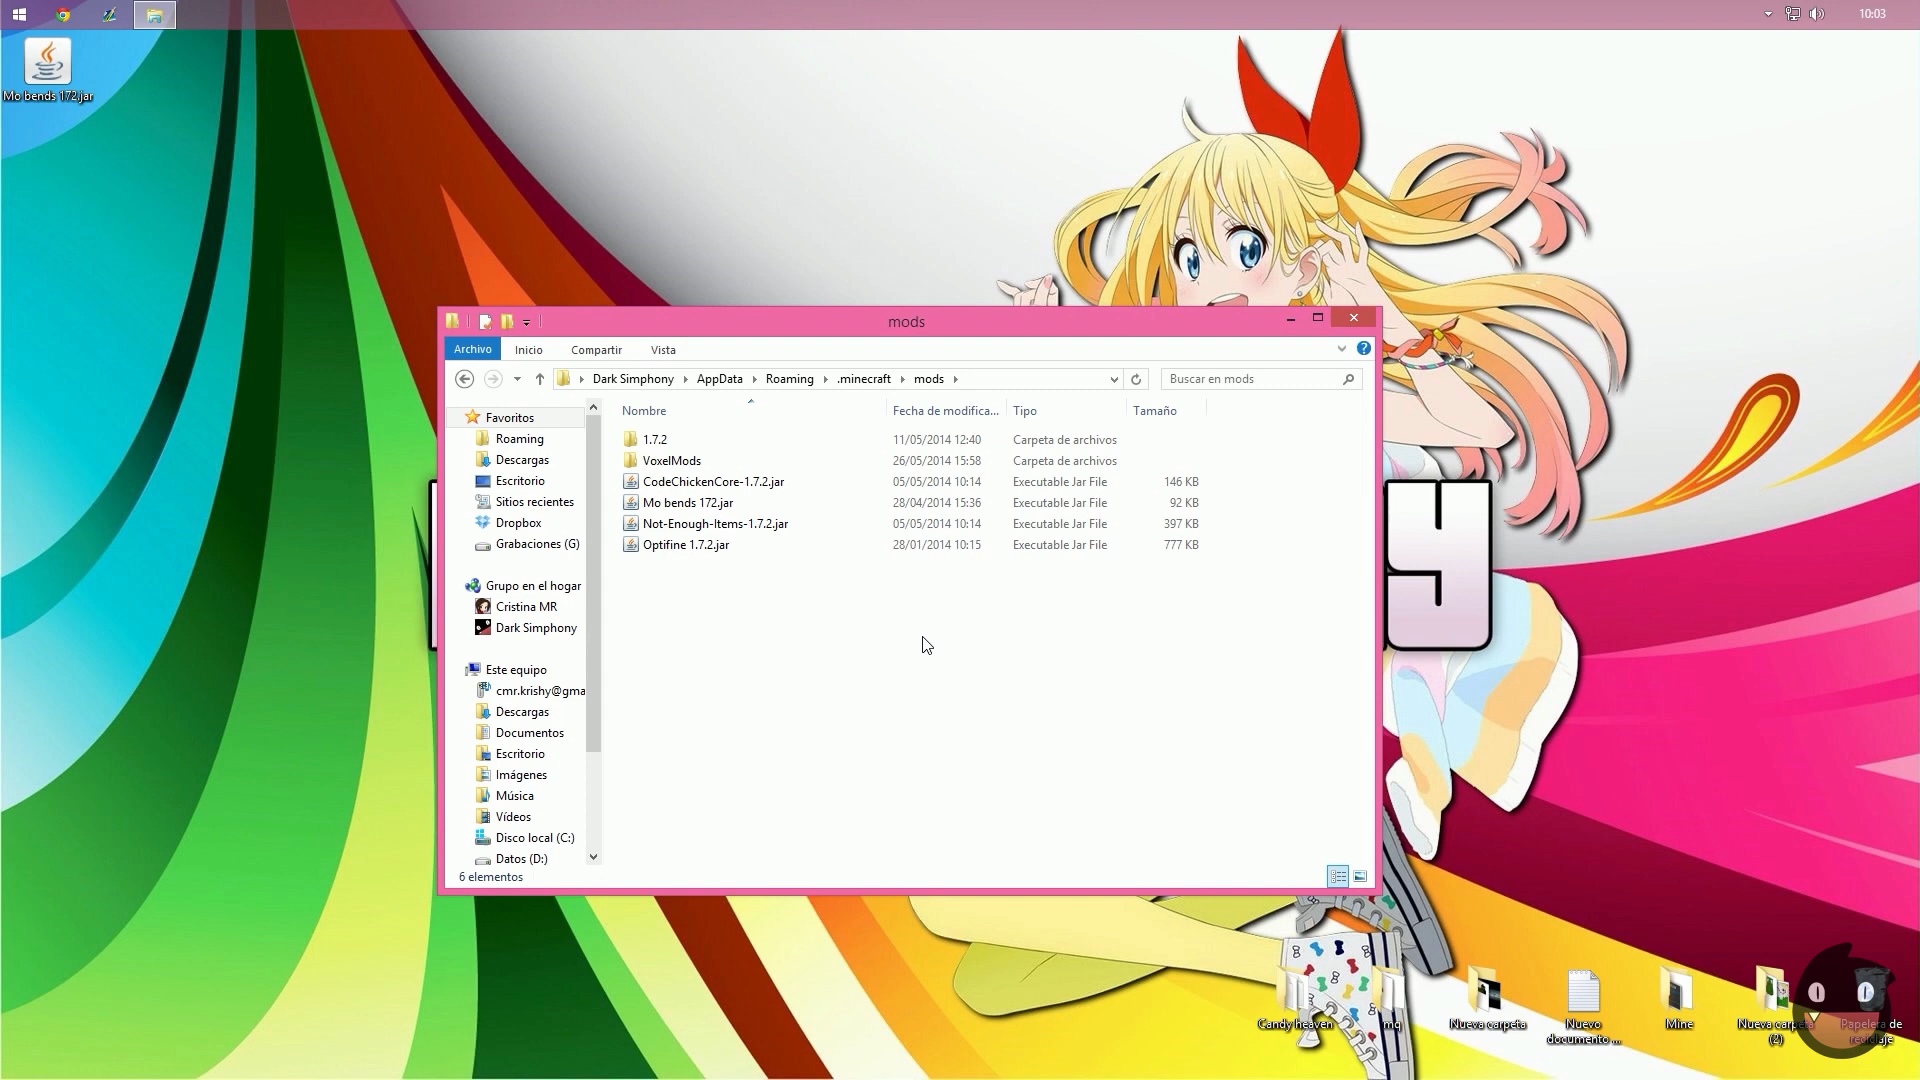 10:03
Mo bends 172.jar
mods
Archivo Inicio Compartir Vista
Dark Simphony AppData Roaming .minecraft mods
Buscar en mods
Nombre Fecha de modifica... Tipo Tamaño
1.7.2 11/05/2014 12:40 Carpeta de archivos
VoxelMods 26/05/2014 15:58 Carpeta de archivos
CodeChickenCore-1.7.2.jar 05/05/2014 10:14 Executable Jar File 146 KB
Mo bends 172.jar 28/04/2014 15:36 Executable Jar File 92 KB
Not-Enough-Items-1.7.2.jar 05/05/2014 10:14 Executable Jar File 397 KB
Optifine 1.7.2.jar 28/01/2014 10:15 Executable Jar File 777 KB
Favoritos
Roaming
Descargas
Escritorio
Sitios recientes
Dropbox
Grabaciones (G)
Grupo en el hogar
Cristina MR
Dark Simphony
Este equipo
cmr.krishy@gma
Descargas
Documentos
Escritorio
Imágenes
Música
Vídeos
Disco local (C:)
Datos (D:)
6 elementos
Y
Candy heaven
mq
Nueva carpeta
Nuevo
documento ...
Mine
Nueva carpeta
(2)
Papelera de
reciclaje